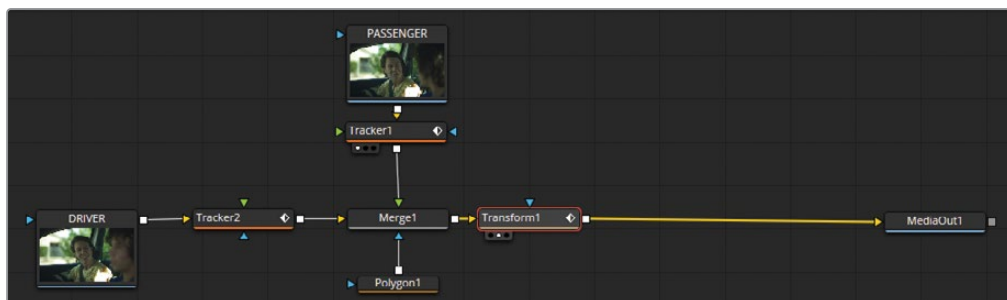 PASSENGER
Tracker1
DRIVER
Tracker2
Merge1
Transform1
MediaOut1
Polygon1